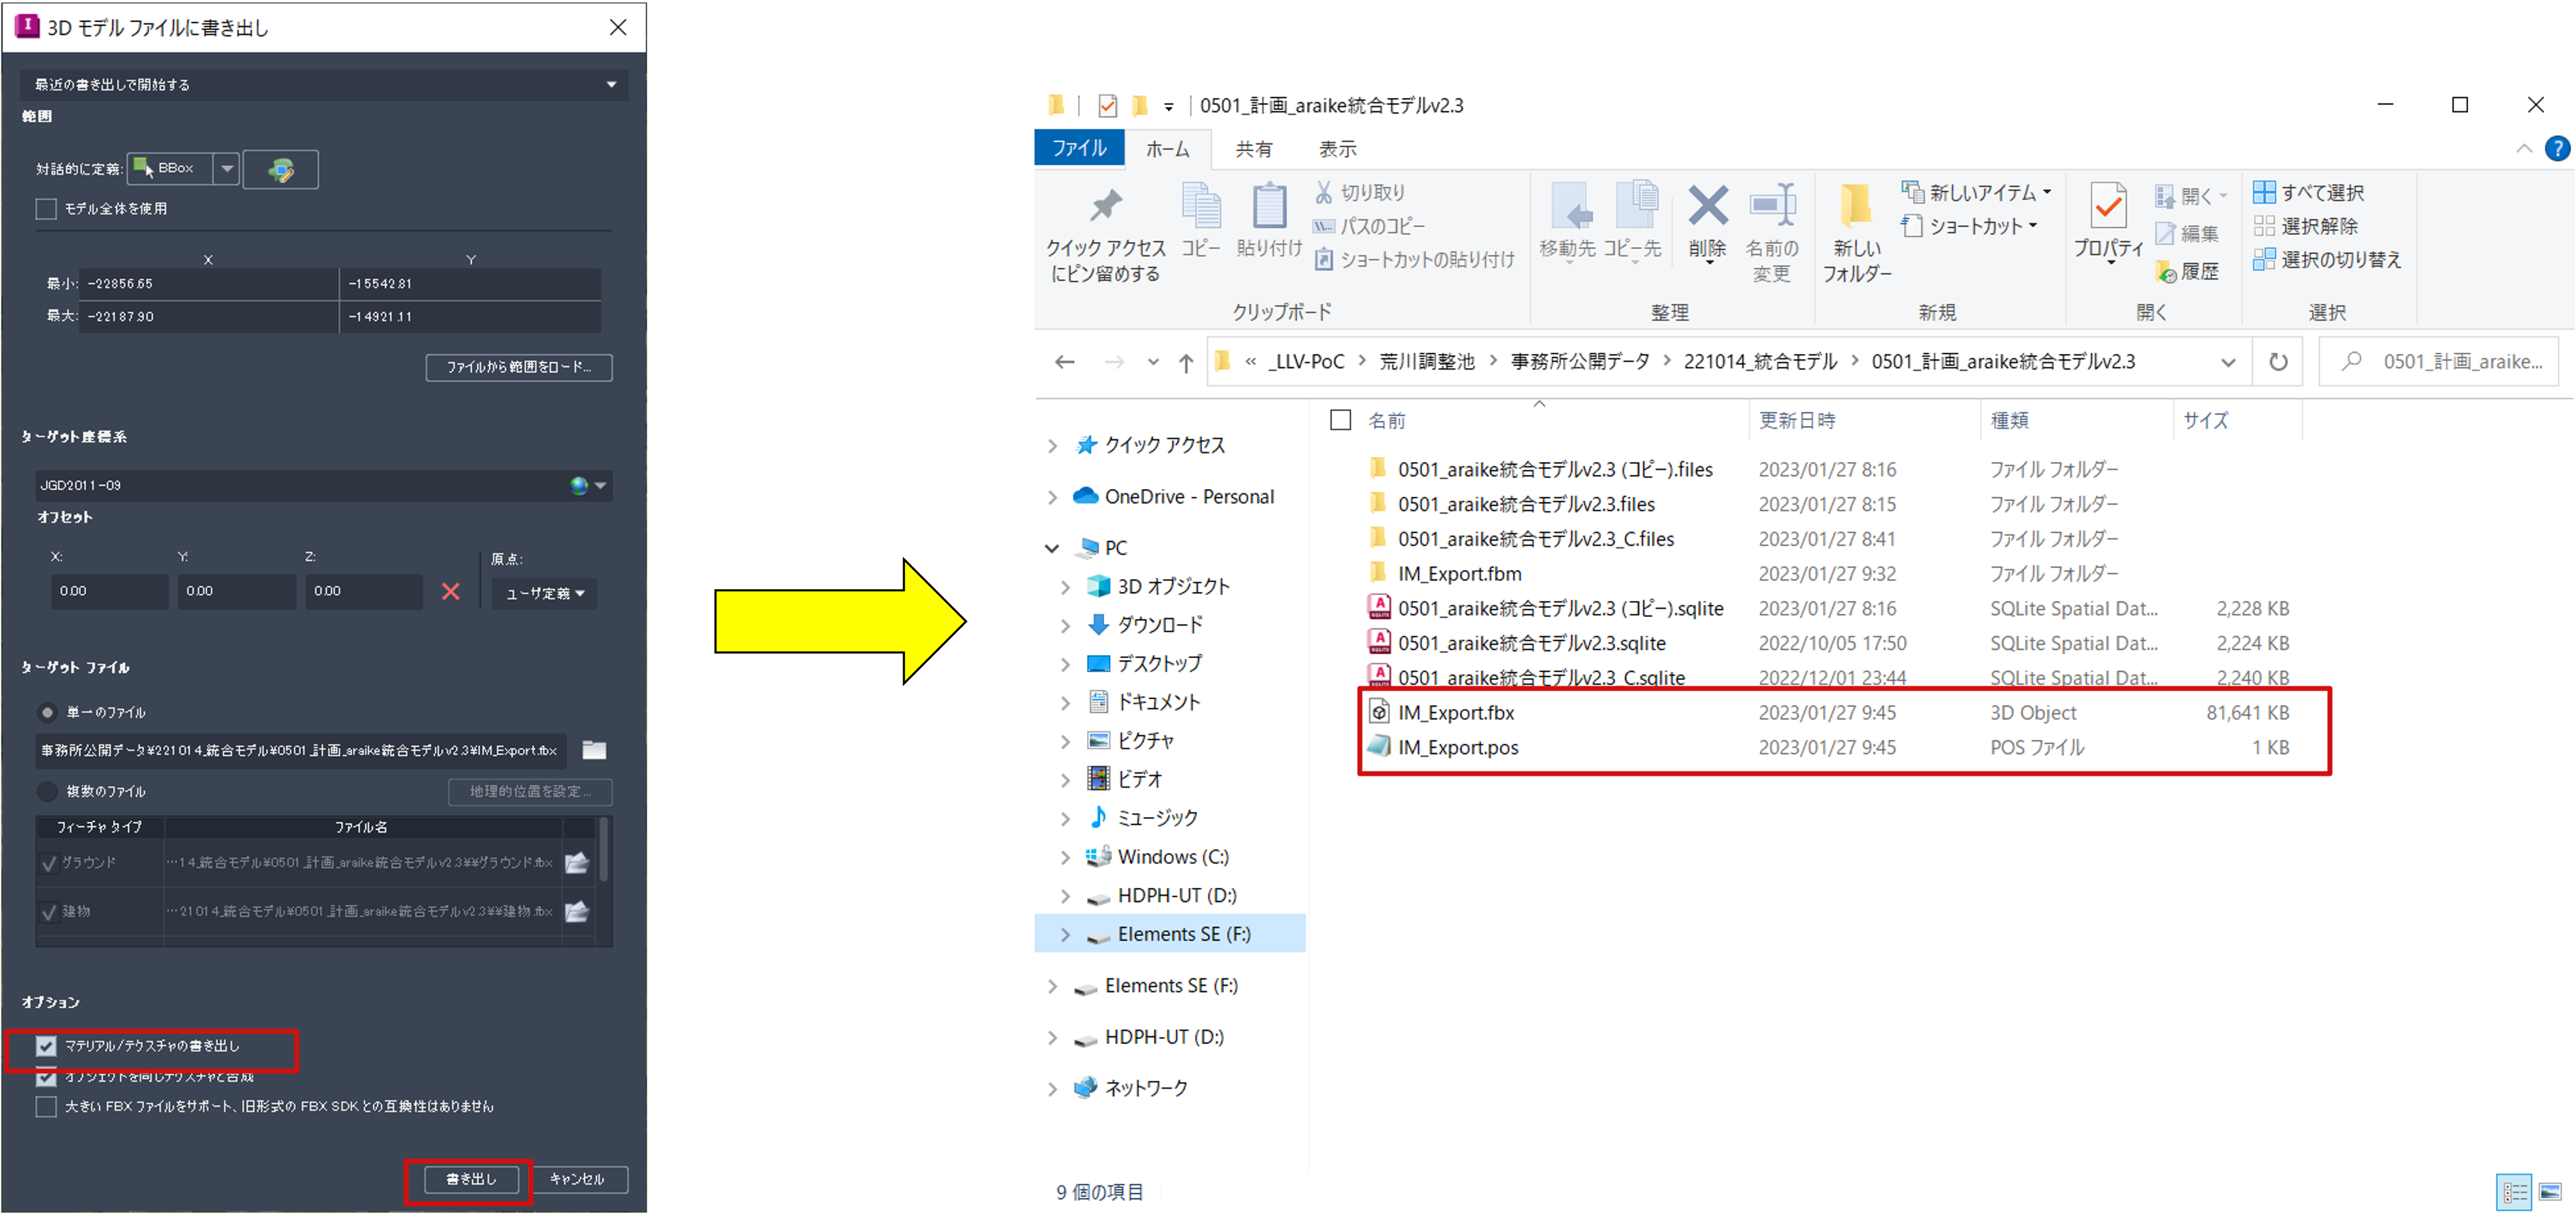 3D モデル ファイルに書き出し
最近の書き出しで開始する
範囲
対話的に定義:
BBox
モデル全体を使用
X
Y
最小:
-22856.65
-15542.81
最大:
-22187.90
-14921.11
ファイルから範囲をロード...
ターゲット座標系
JGD2011-09
オフセット
X:
Y:
Z:
原点:
0.00
0.00
0.00
ユーザ定義
ターゲット ファイル
単一のファイル
事務所公開データ¥221014_統合モデル¥0501_計画_araike統合モデルv2.3¥IM_Export.fbx
複数のファイル
地理的位置を設定...
フィーチャ タイプ
ファイル名
グラウンド
…14_統合モデル¥0501_計画_araike統合モデルv2.3¥¥グラウンド.fbx
建物
…21014_統合モデル¥0501_計画_araike統合モデルv2.3¥¥建物.fbx
オプション
マテリアル/テクスチャの書き出し
オブジェクトを同じテクスチャと合成
大きい FBX ファイルをサポート、旧形式の FBX SDK との互換性はありません
書き出し
キャンセル
0501_計画_araike統合モデルv2.3
ファイル
ホーム
共有
表示
クイック アクセス
にピン留めする
コピー
貼り付け
切り取り
パスのコピー
ショートカットの貼り付け
クリップボード
移動先
コピー先
削除
名前の
変更
整理
新しい
フォルダー
新しいアイテム
ショートカット
新規
プロパティ
開く
編集
履歴
開く
すべて選択
選択解除
選択の切り替え
選択
« _LLV-PoC > 荒川調整池 > 事務所公開データ > 221014_統合モデル > 0501_計画_araike統合モデルv2.3
0501_計画_araike...
クイック アクセス
OneDrive - Personal
PC
3D オブジェクト
ダウンロード
デスクトップ
ドキュメント
ピクチャ
ビデオ
ミュージック
Windows (C:)
HDPH-UT (D:)
Elements SE (F:)
Elements SE (F:)
HDPH-UT (D:)
ネットワーク
名前 更新日時 種類 サイズ
0501_araike統合モデルv2.3 (コピー).files 2023/01/27 8:16 ファイル フォルダー
0501_araike統合モデルv2.3.files 2023/01/27 8:15 ファイル フォルダー
0501_araike統合モデルv2.3_C.files 2023/01/27 8:41 ファイル フォルダー
IM_Export.fbm 2023/01/27 9:32 ファイル フォルダー
0501_araike統合モデルv2.3 (コピー).sqlite 2023/01/27 8:16 SQLite Spatial Dat... 2,228 KB
0501_araike統合モデルv2.3.sqlite 2022/10/05 17:50 SQLite Spatial Dat... 2,224 KB
0501_araike統合モデルv2.3_C.sqlite 2022/12/01 23:44 SQLite Spatial Dat... 2,240 KB
IM_Export.fbx 2023/01/27 9:45 3D Object 81,641 KB
IM_Export.pos 2023/01/27 9:45 POS ファイル 1 KB
9 個の項目